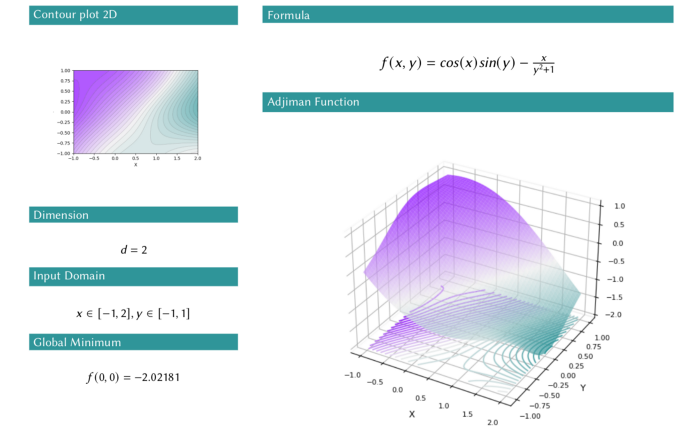 Contour plot 2D
1.00
0.75
0.50
0.25
0.00
−0.25
−0.50
−0.75
−1.00
−1.0 −0.5 0.0 0.5 1.0 1.5 2.0
X
Dimension
d = 2
Input Domain
x ∈ [−1, 2], y ∈ [−1, 1]
Global Minimum
f(0, 0) = −2.02181
Formula
f(x, y) = cos(x)sin(y) − x/(y²+1)
Adjiman Function
1.0
0.5
0.0
−0.5
−1.0
−1.5
−2.0
1.00
0.75
0.50
0.25
0.00
−0.25
−0.50
−0.75
−1.00
Y
−1.0
−0.5
0.0
0.5
1.0
1.5
2.0
X